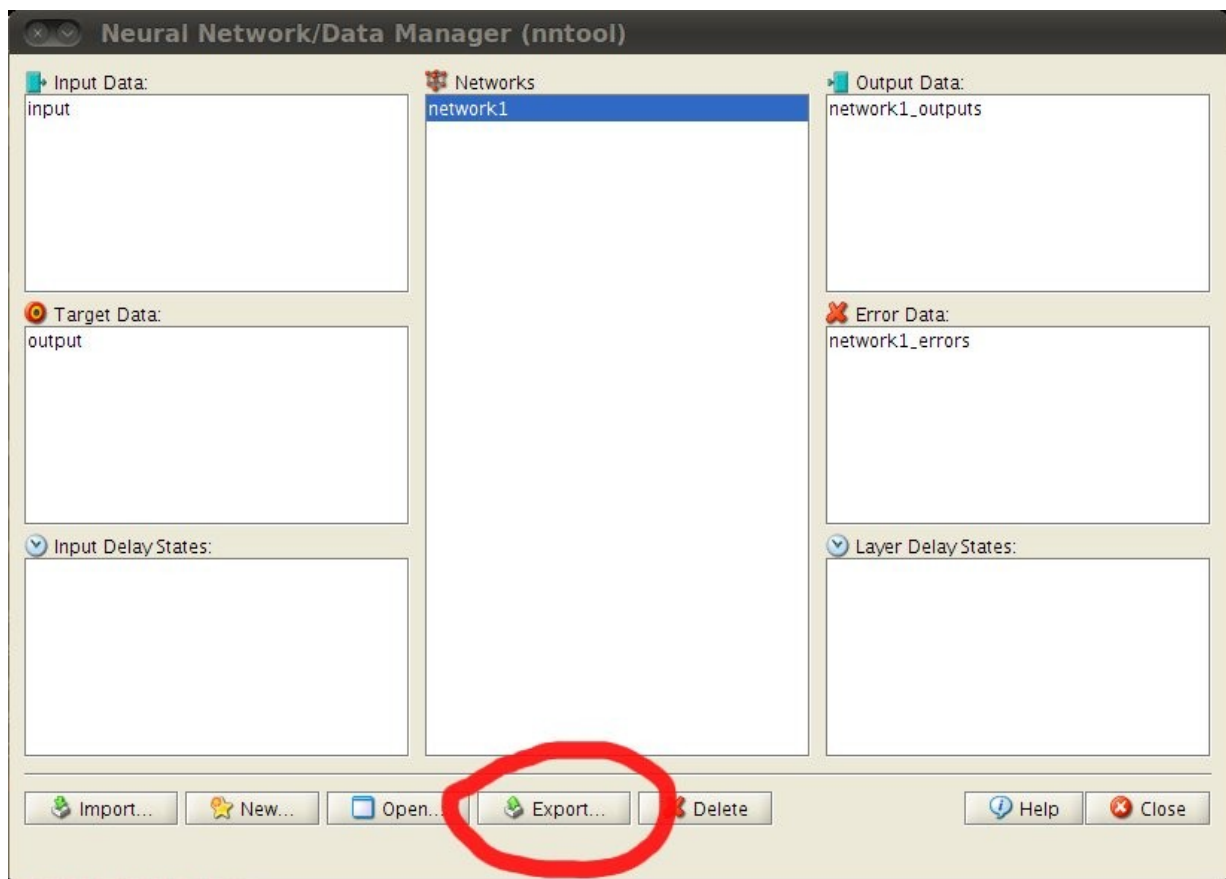 Neural Network/Data Manager (nntool)
Input Data:
input
Networks
network1
Output Data:
network1_outputs
Target Data:
output
Error Data:
network1_errors
Input Delay States:
Layer Delay States:
Import...
New...
Open...
Export...
Delete
Help
Close